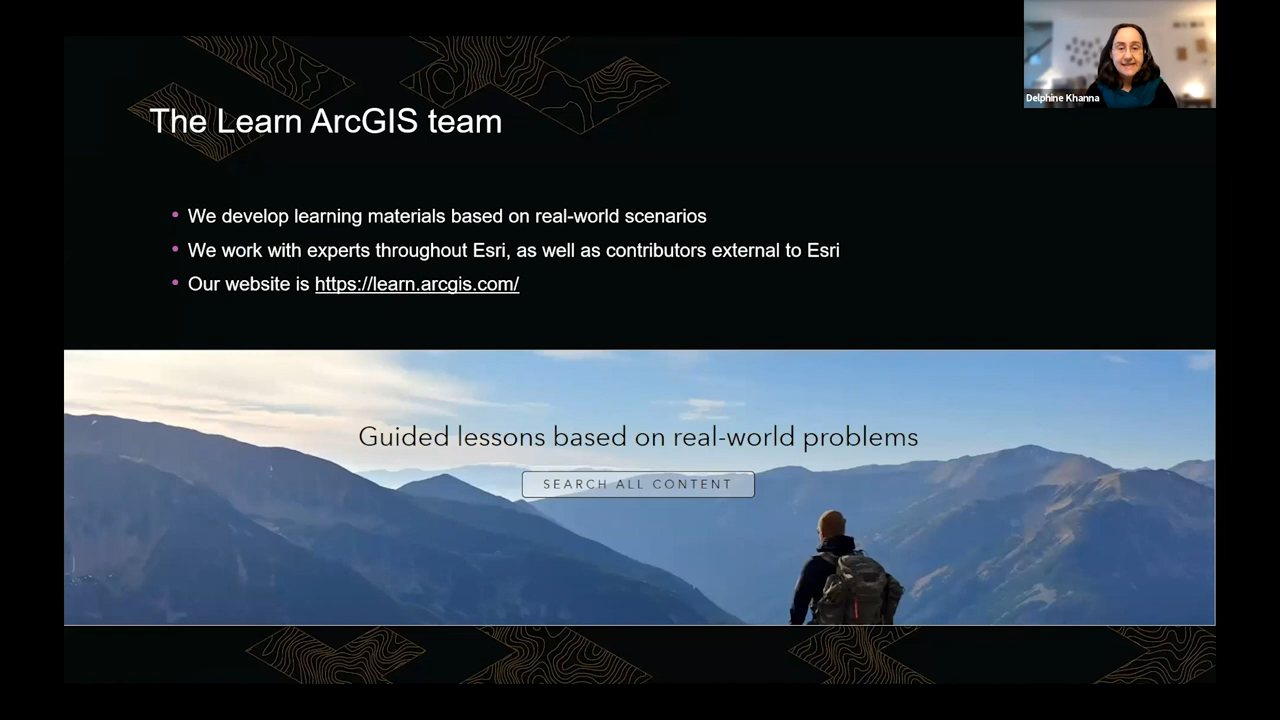 Delphine Khanna
The Learn ArcGIS team
• We develop learning materials based on real-world scenarios
• We work with experts throughout Esri, as well as contributors external to Esri
• Our website is https://learn.arcgis.com/
Guided lessons based on real-world problems
SEARCH ALL CONTENT